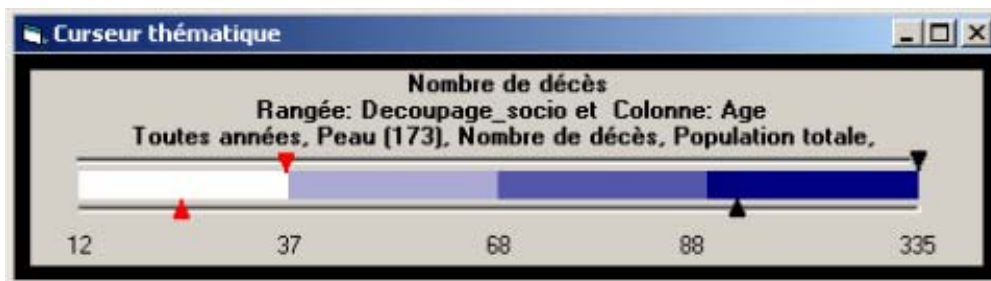 Curseur thématique
Nombre de décès
Rangée: Decoupage_socio et Colonne: Age
Toutes années, Peau (173), Nombre de décès, Population totale,
12 37 68 88 335